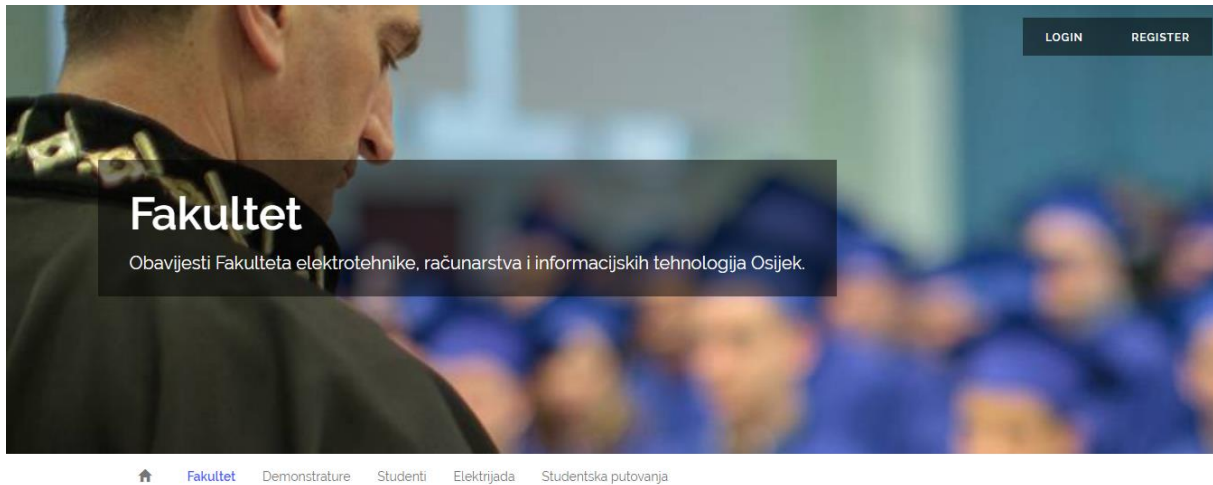 LOGIN REGISTER
Fakultet
Obavijesti Fakulteta elektrotehnike, računarstva i informacijskih tehnologija Osijek.
Fakultet Demonstrature Studenti Elektrijada Studentska putovanja